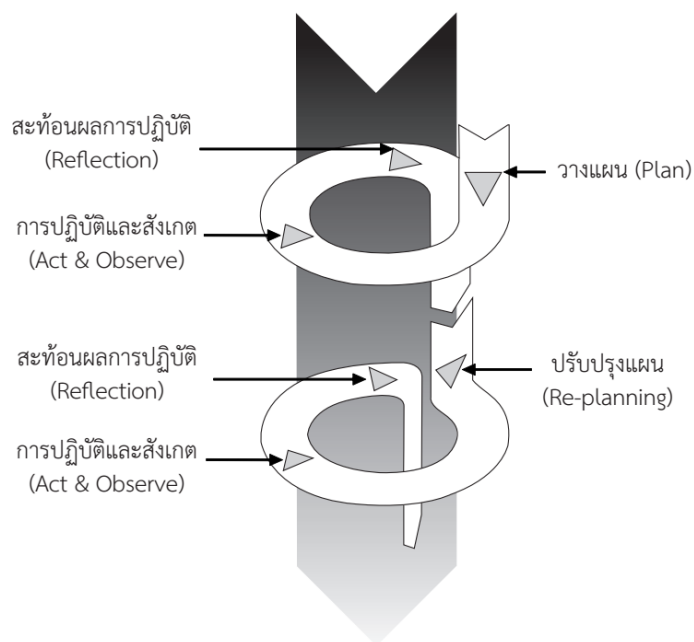 สะท้อนผลการปฏิบัติ
(Reflection)
วางแผน (Plan)
การปฏิบัติและสังเกต
(Act & Observe)
สะท้อนผลการปฏิบัติ
(Reflection)
ปรับปรุงแผน
(Re-planning)
การปฏิบัติและสังเกต
(Act & Observe)